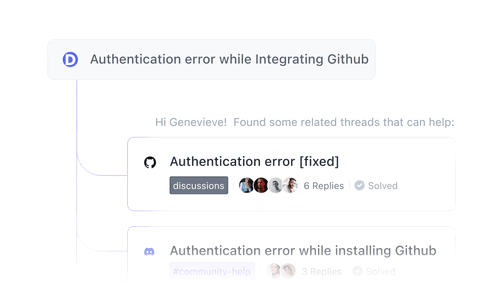 Authentication error while Integrating Github
Hi Genevieve! Found some related threads that can help:
Authentication error [fixed]
discussions 6 Replies Solved
Authentication error while installing Github
#community-help 3 Replies Solved